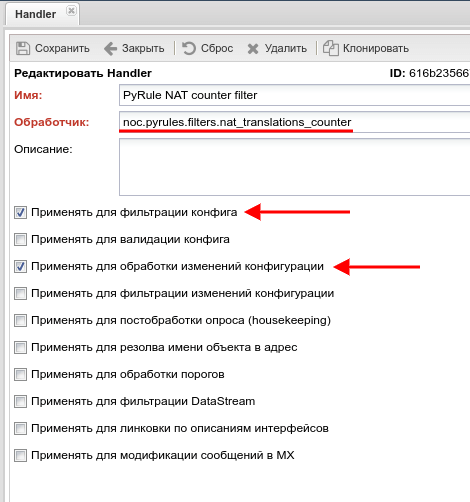 Handler
Сохранить Закрыть Сброс Удалить Клонировать
Редактировать Handler ID: 616b23566
Имя: PyRule NAT counter filter
Обработчик: noc.pyrules.filters.nat_translations_counter
Описание:
Применять для фильтрации конфига
Применять для валидации конфига
Применять для обработки изменений конфигурации
Применять для фильтрации изменений конфигурации
Применять для постобработки опроса (housekeeping)
Применять для резолва имени объекта в адрес
Применять для обработки порогов
Применять для фильтрации DataStream
Применять для линковки по описаниям интерфейсов
Применять для модификации сообщений в MX